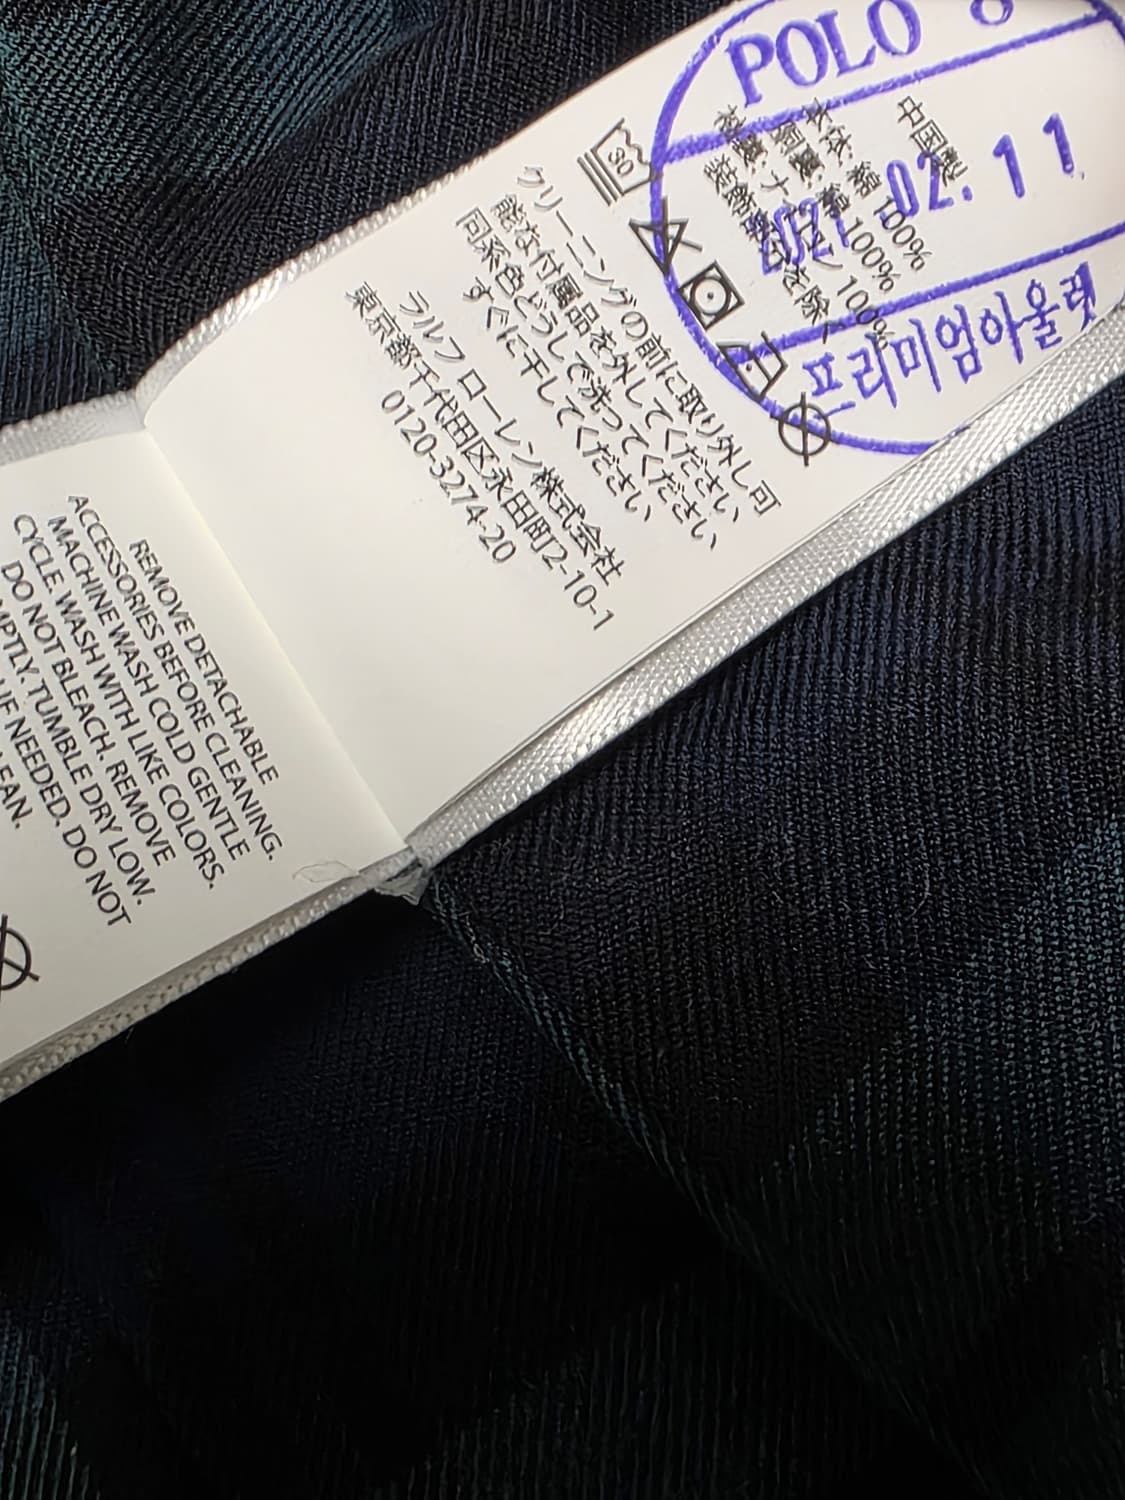 POLO
2021 02. 11
프리미엄아울렛
中国製
本体: 綿 100%
胴裏: 綿 100%
袖裏: ナイロン 100%
装飾部分を除く
30
クリーニングの前に取り外し可
能な付属品を外してください。
同系色どうしで洗ってください。
すぐに干してください。
ラルフ ローレン株式会社
東京都千代田区永田町2-10-1
0120-3274-20
REMOVE DETACHABLE
ACCESSORIES BEFORE CLEANING.
MACHINE WASH COLD GENTLE
CYCLE. WASH WITH LIKE COLORS.
DO NOT BLEACH. REMOVE
TUMBLE DRY LOW.
IF NEEDED. DO NOT